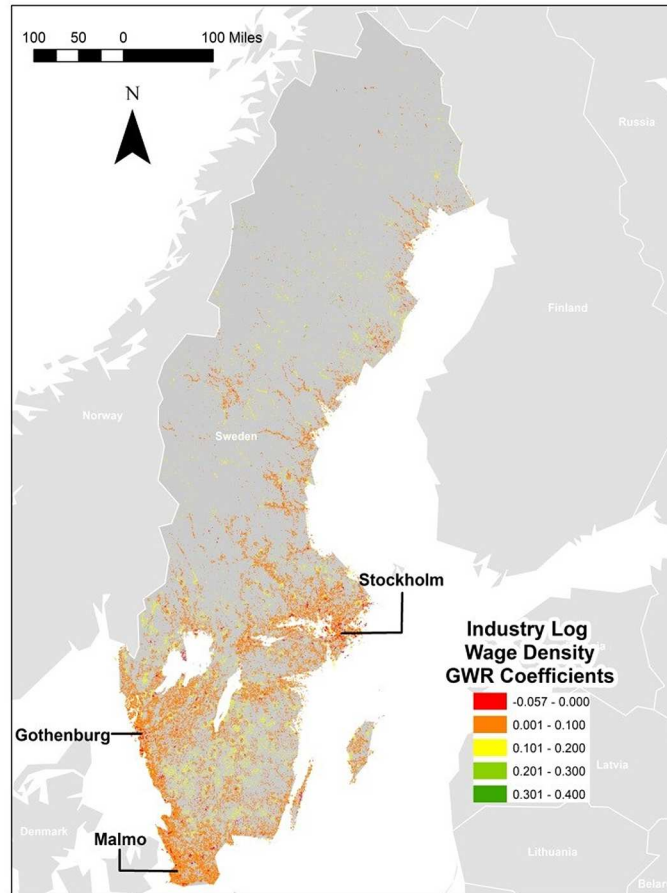 100 50 0 100 Miles
N
Russia
Finland
Norway
Sweden
Stockholm
Industry Log
Wage Density
GWR Coefficients
-0.057 - 0.000
0.001 - 0.100
0.101 - 0.200
0.201 - 0.300
0.301 - 0.400
Gothenburg
Latvia
Denmark
Malmo
Lithuania
Belar